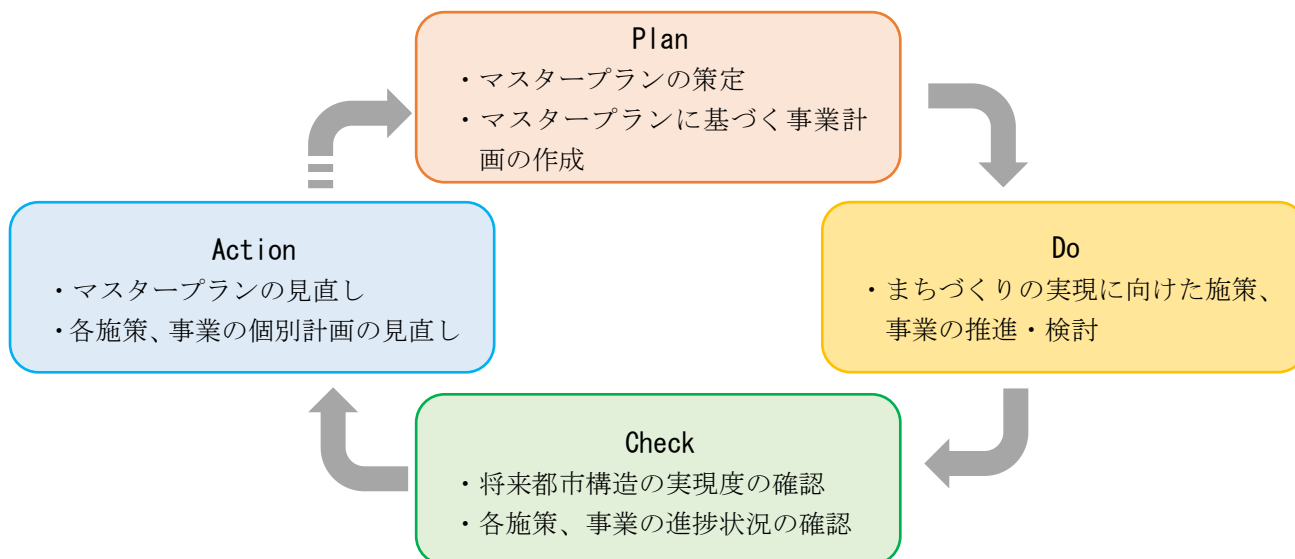 Plan
・マスタープランの策定
・マスタープランに基づく事業計
画の作成
Action
・マスタープランの見直し
・各施策、事業の個別計画の見直し
Do
・まちづくりの実現に向けた施策、
事業の推進・検討
Check
・将来都市構造の実現度の確認
・各施策、事業の進捗状況の確認